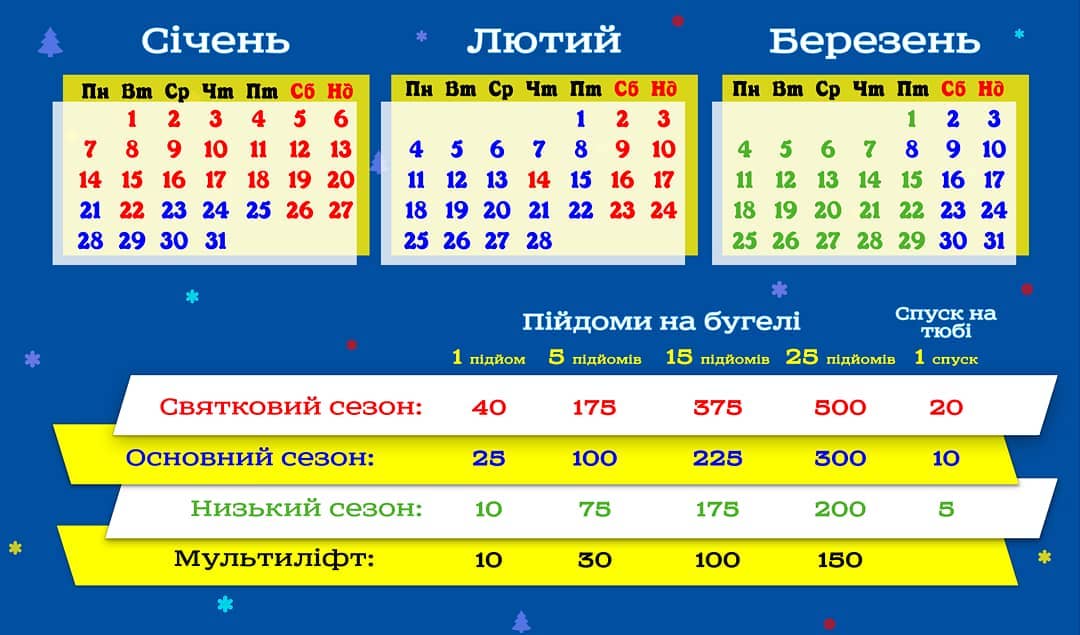 Січень Лютий Березень
Пн Вт Ср Чт Пт Сб Нд Пн Вт Ср Чт Пт Сб Нд Пн Вт Ср Чт Пт Сб Нд
1 2 3 4 5 6 1 2 3 1 2 3
7 8 9 10 11 12 13 4 5 6 7 8 9 10 4 5 6 7 8 9 10
14 15 16 17 18 19 20 11 12 13 14 15 16 17 11 12 13 14 15 16 17
21 22 23 24 25 26 27 18 19 20 21 22 23 24 18 19 20 21 22 23 24
28 29 30 31 25 26 27 28 25 26 27 28 29 30 31
Пійдоми на бугелі
Спуск на
тюбі
1 підйом 5 підйомів 15 підйомів 25 підйомів 1 спуск
Святковий сезон: 40 175 375 500 20
Основний сезон: 25 100 225 300 10
Низький сезон: 10 75 175 200 5
Мультиліфт: 10 30 100 150